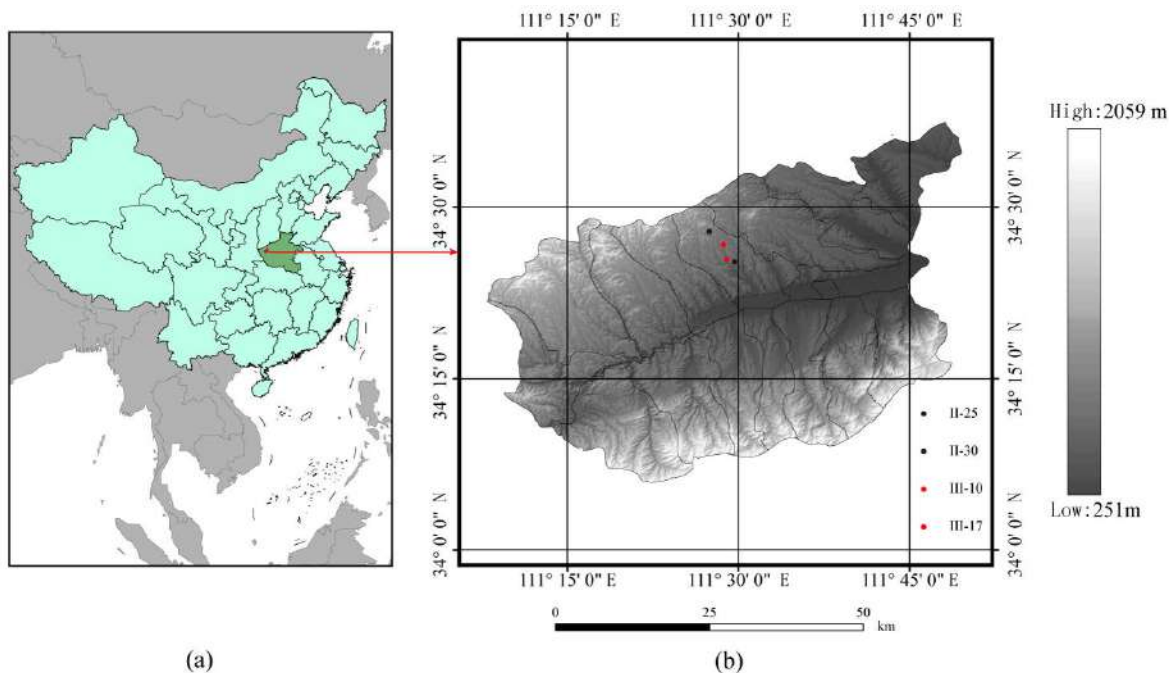 111° 15′ 0″ E 111° 30′ 0″ E 111° 45′ 0″ E
High:2059 m
34° 30′ 0″ N
34° 30′ 0″ N
34° 15′ 0″ N
34° 15′ 0″ N
II-25
II-30
III-10
III-17
Low:251m
34° 0′ 0″ N
34° 0′ 0″ N
111° 15′ 0″ E 111° 30′ 0″ E 111° 45′ 0″ E
0 25 50
km
(a) (b)